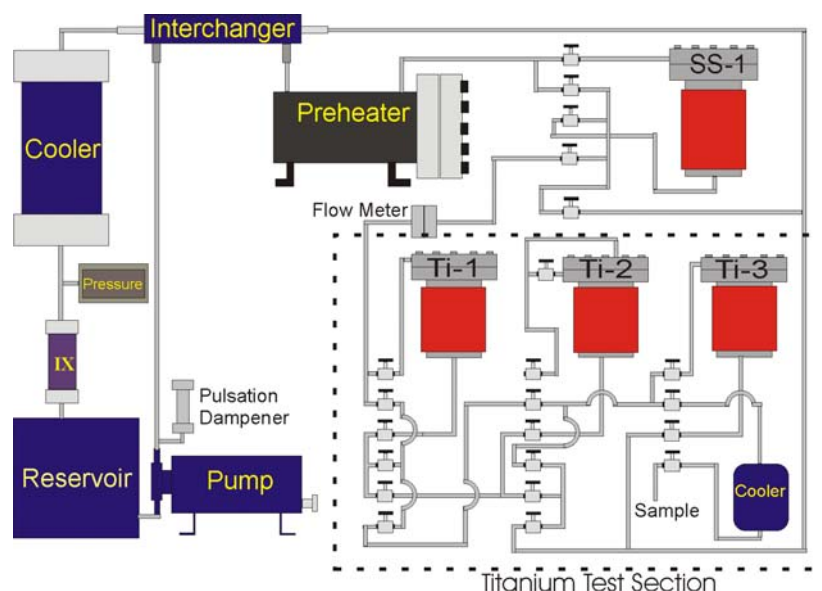 Interchanger
Cooler
Preheater
SS-1
Flow Meter
Ti-1
Ti-2
Ti-3
Pressure
IX
Pulsation
Dampener
Reservoir
Pump
Cooler
Sample
Titanium Test Section